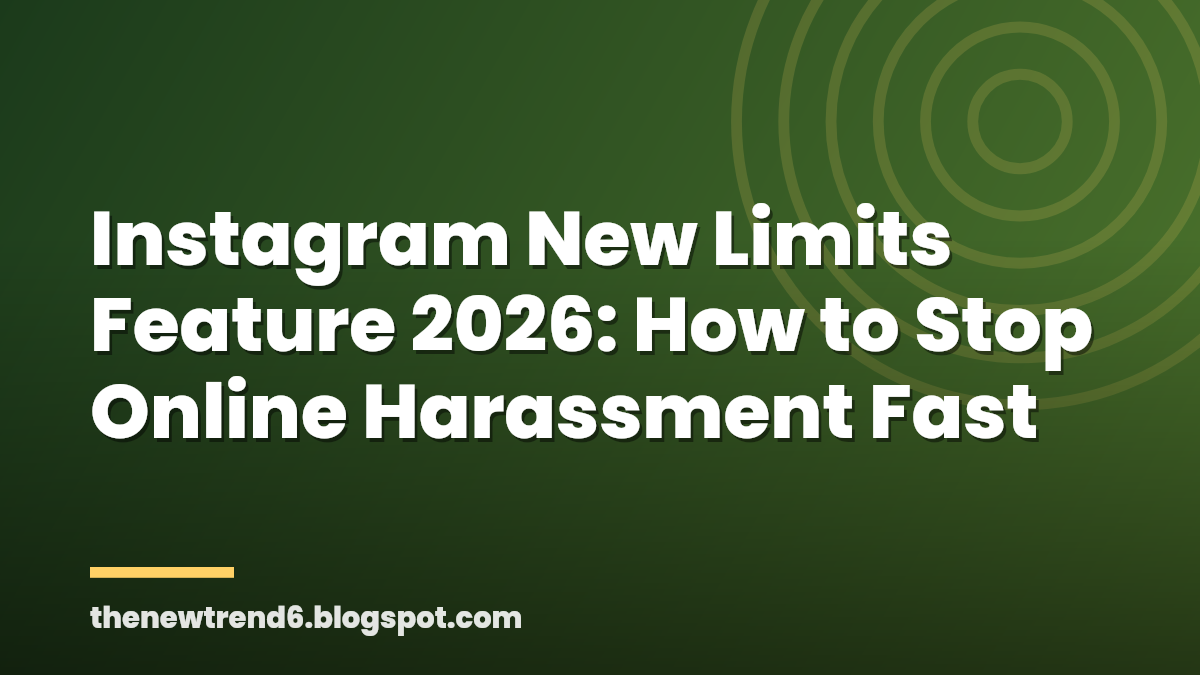 Instagram New Limits
Feature 2026: How to Stop
Online Harassment Fast
thenewtrend6.blogspot.com